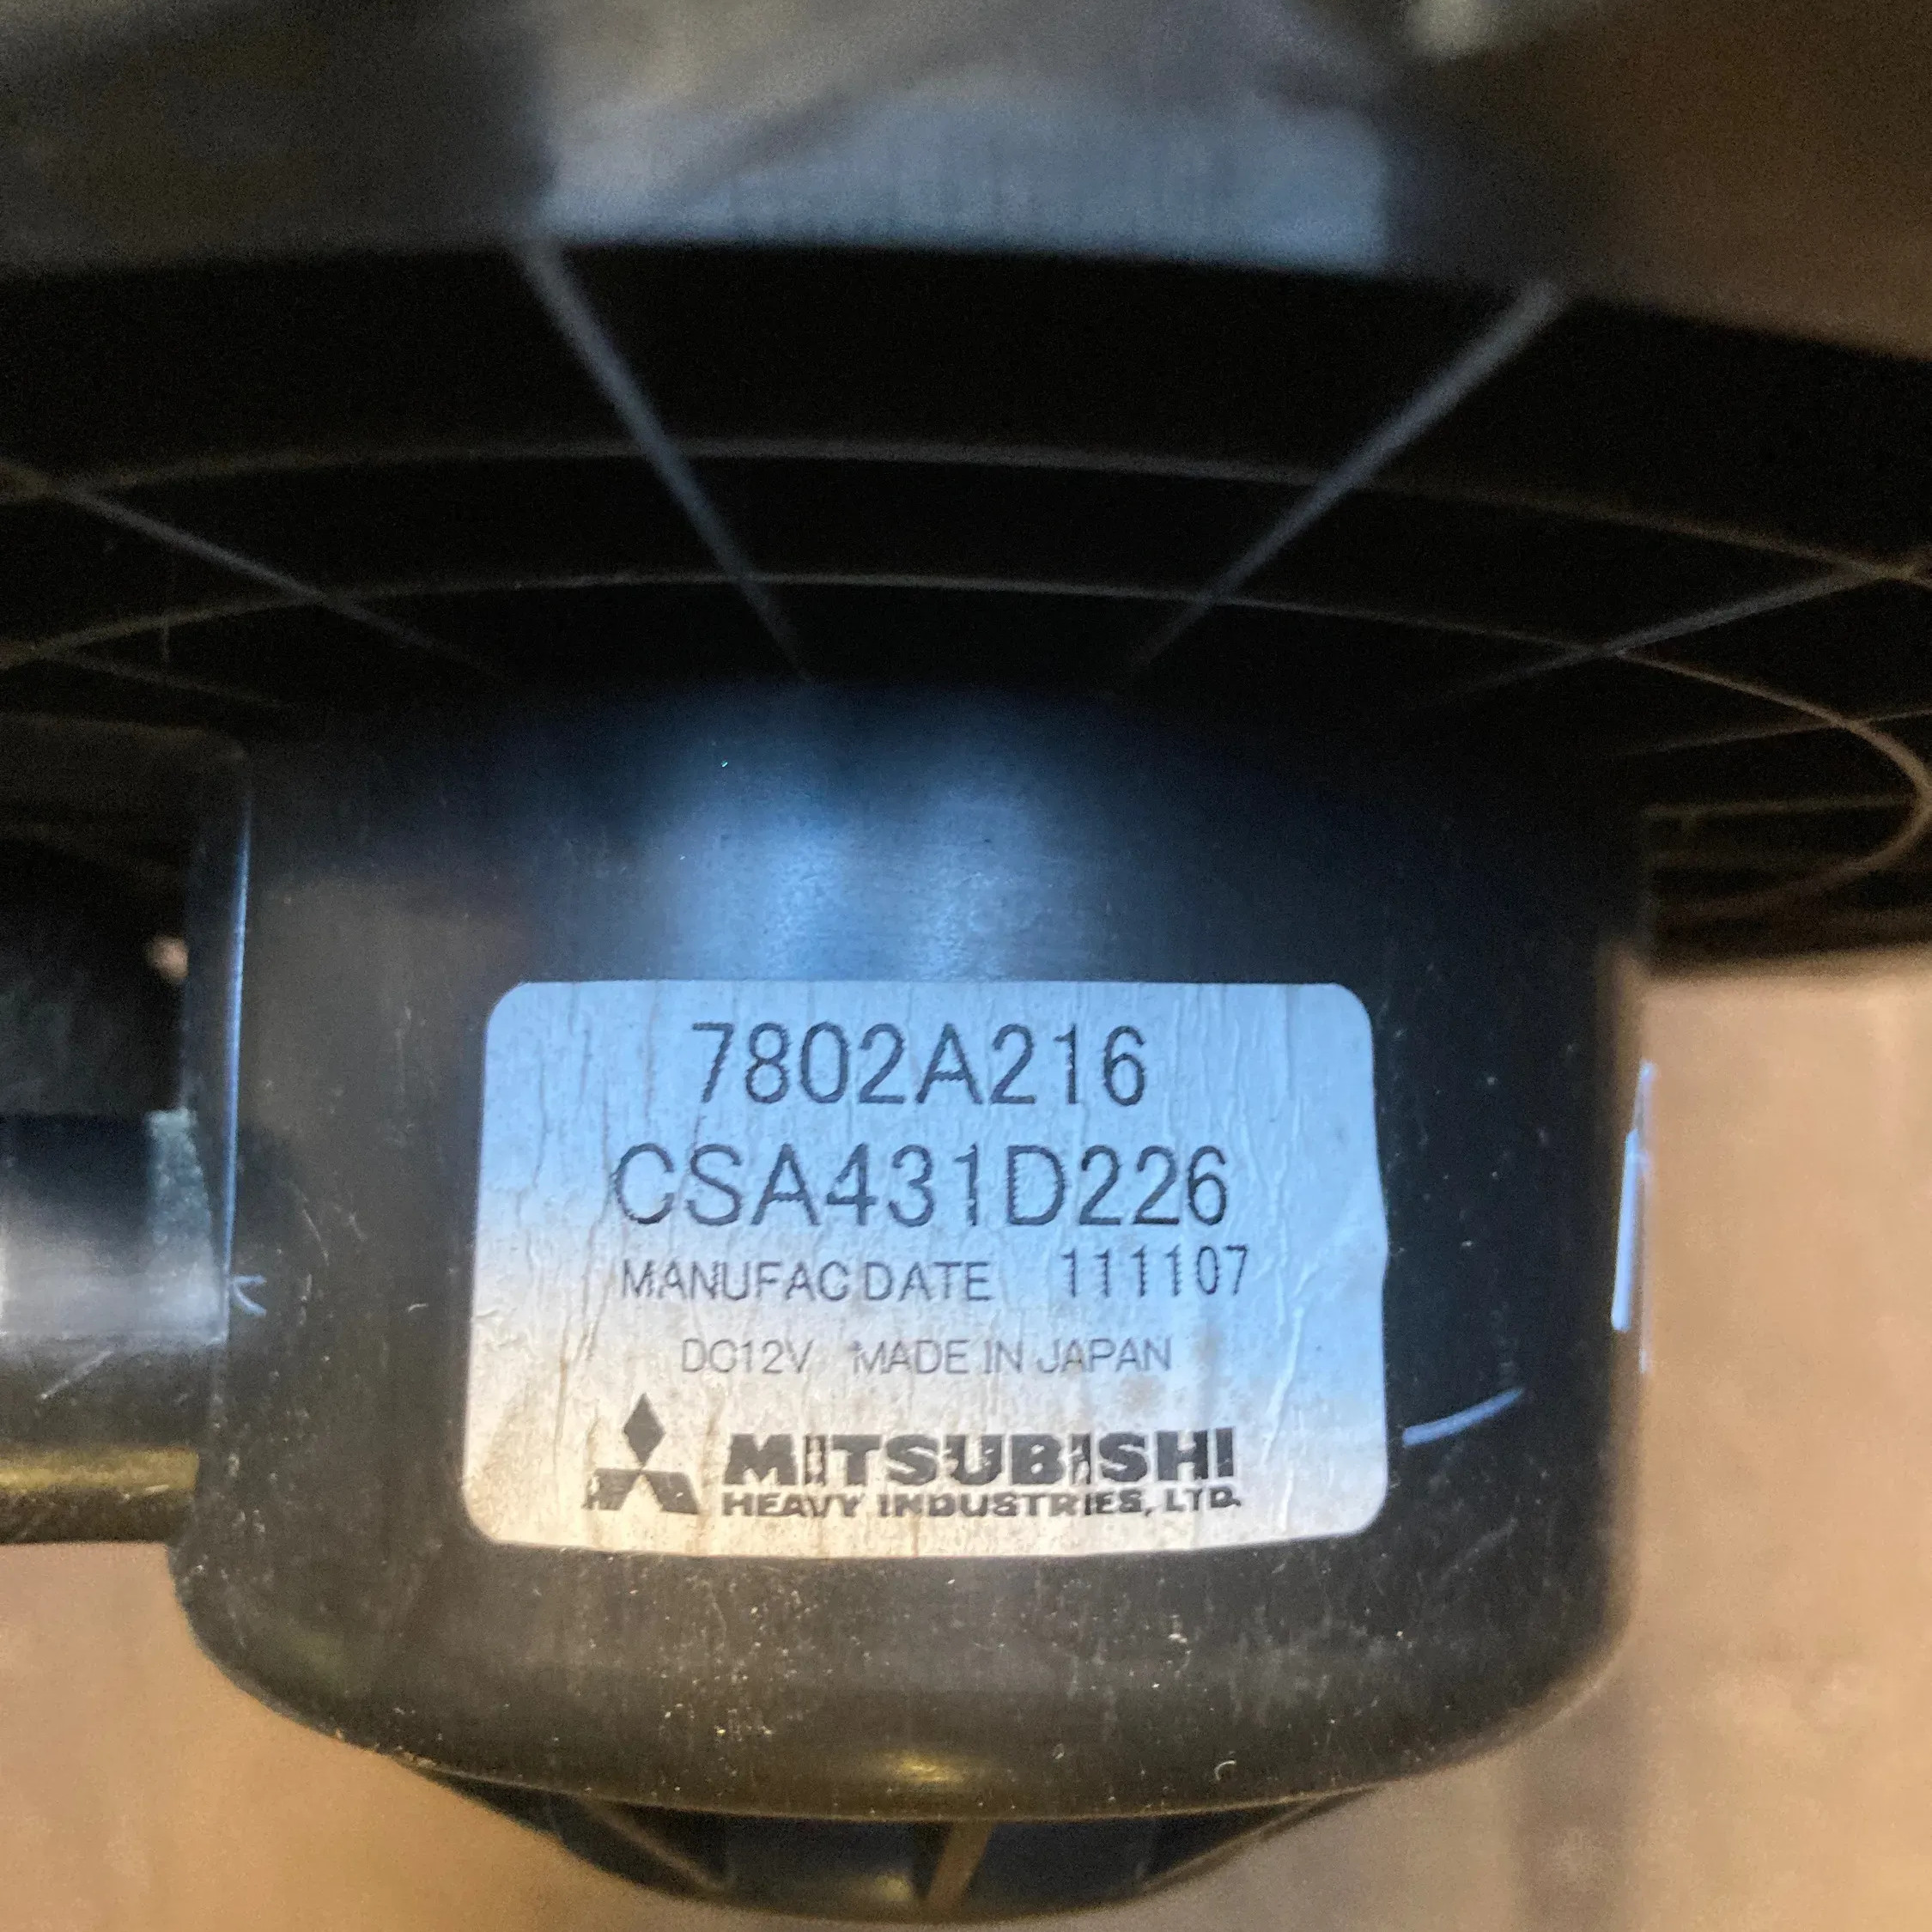 7802A216
CSA431D226
MANUFAC DATE 111107
DC12V MADE IN JAPAN
MITSUBISHI
HEAVY INDUSTRIES, LTD.